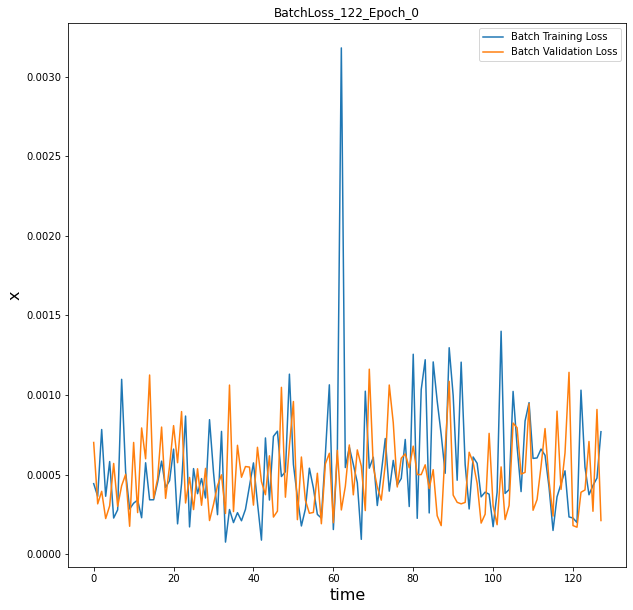 BatchLoss_122_Epoch_0
Batch Training Loss
Batch Validation Loss
0.0030
0.0025
0.0020
0.0015
0.0010
0.0005
0.0000
x
0
20
40
60
80
100
120
time